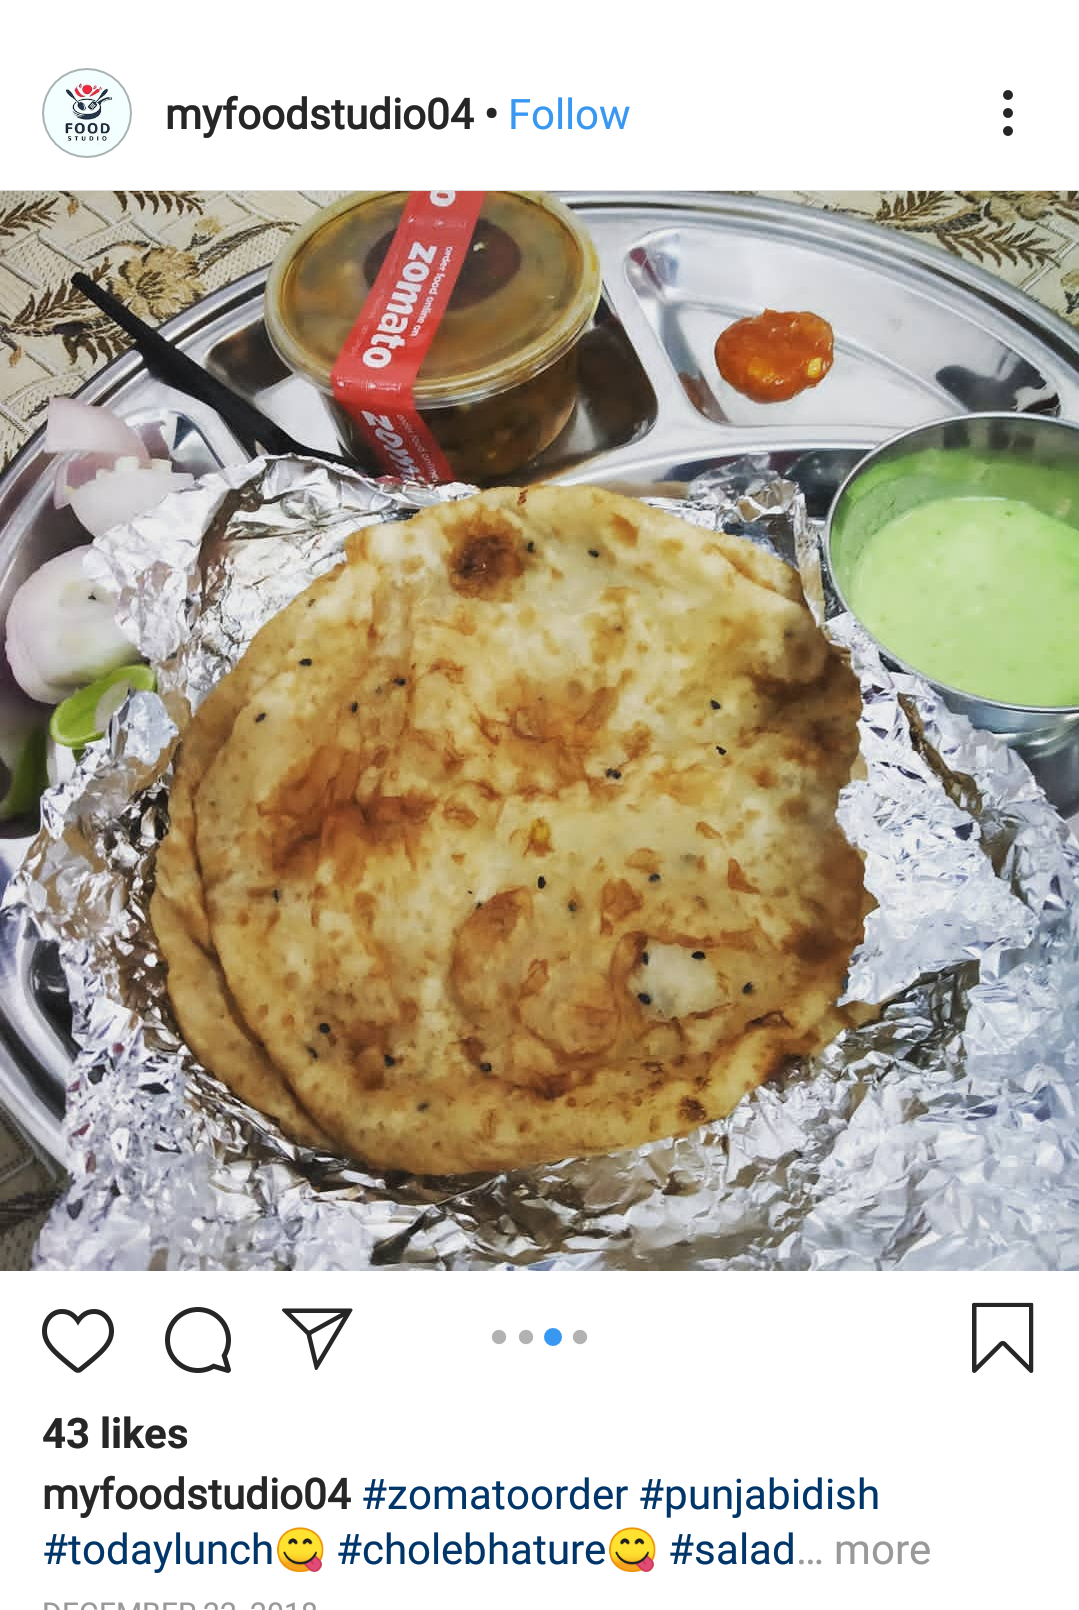 FOOD
STUDIO
myfoodstudio04 • Follow
order food online on
zomato
43 likes
myfoodstudio04 #zomatoorder #punjabidish
#todaylunch😋 #cholebhature😋 #salad... more